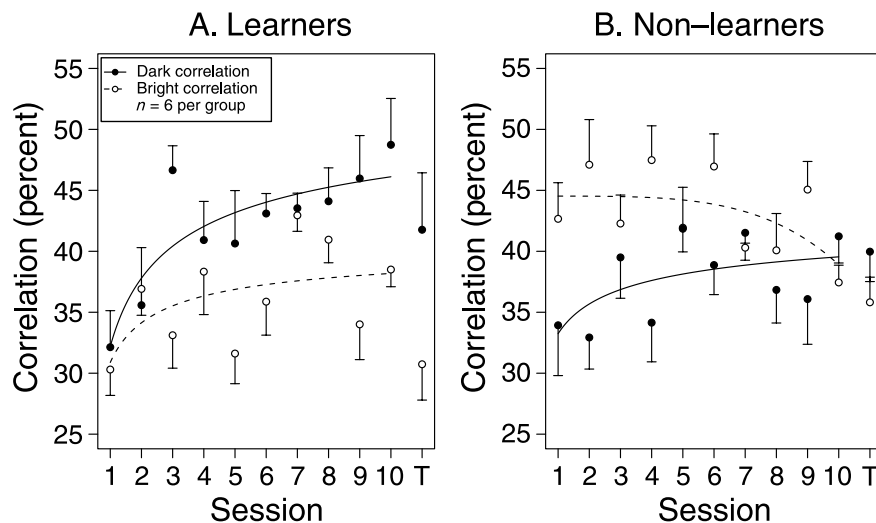 A. Learners
B. Non–learners
Correlation (percent)
55
50
45
40
35
30
25
Dark correlation
Bright correlation
n = 6 per group
1 2 3 4 5 6 7 8 9 10 T
Session
Correlation (percent)
55
50
45
40
35
30
25
1 2 3 4 5 6 7 8 9 10 T
Session